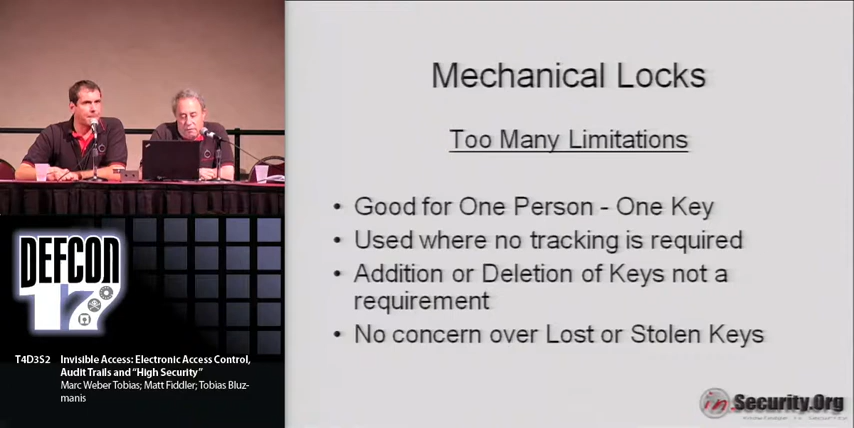 Mechanical Locks
Too Many Limitations
• Good for One Person - One Key
• Used where no tracking is required
• Addition or Deletion of Keys not a
requirement
• No concern over Lost or Stolen Keys
DEFCON
17
T4D3S2 Invisible Access: Electronic Access Control,
Audit Trails and “High Security”
Marc Weber Tobias; Matt Fiddler; Tobias Bluz-
manis
in.Security.Org